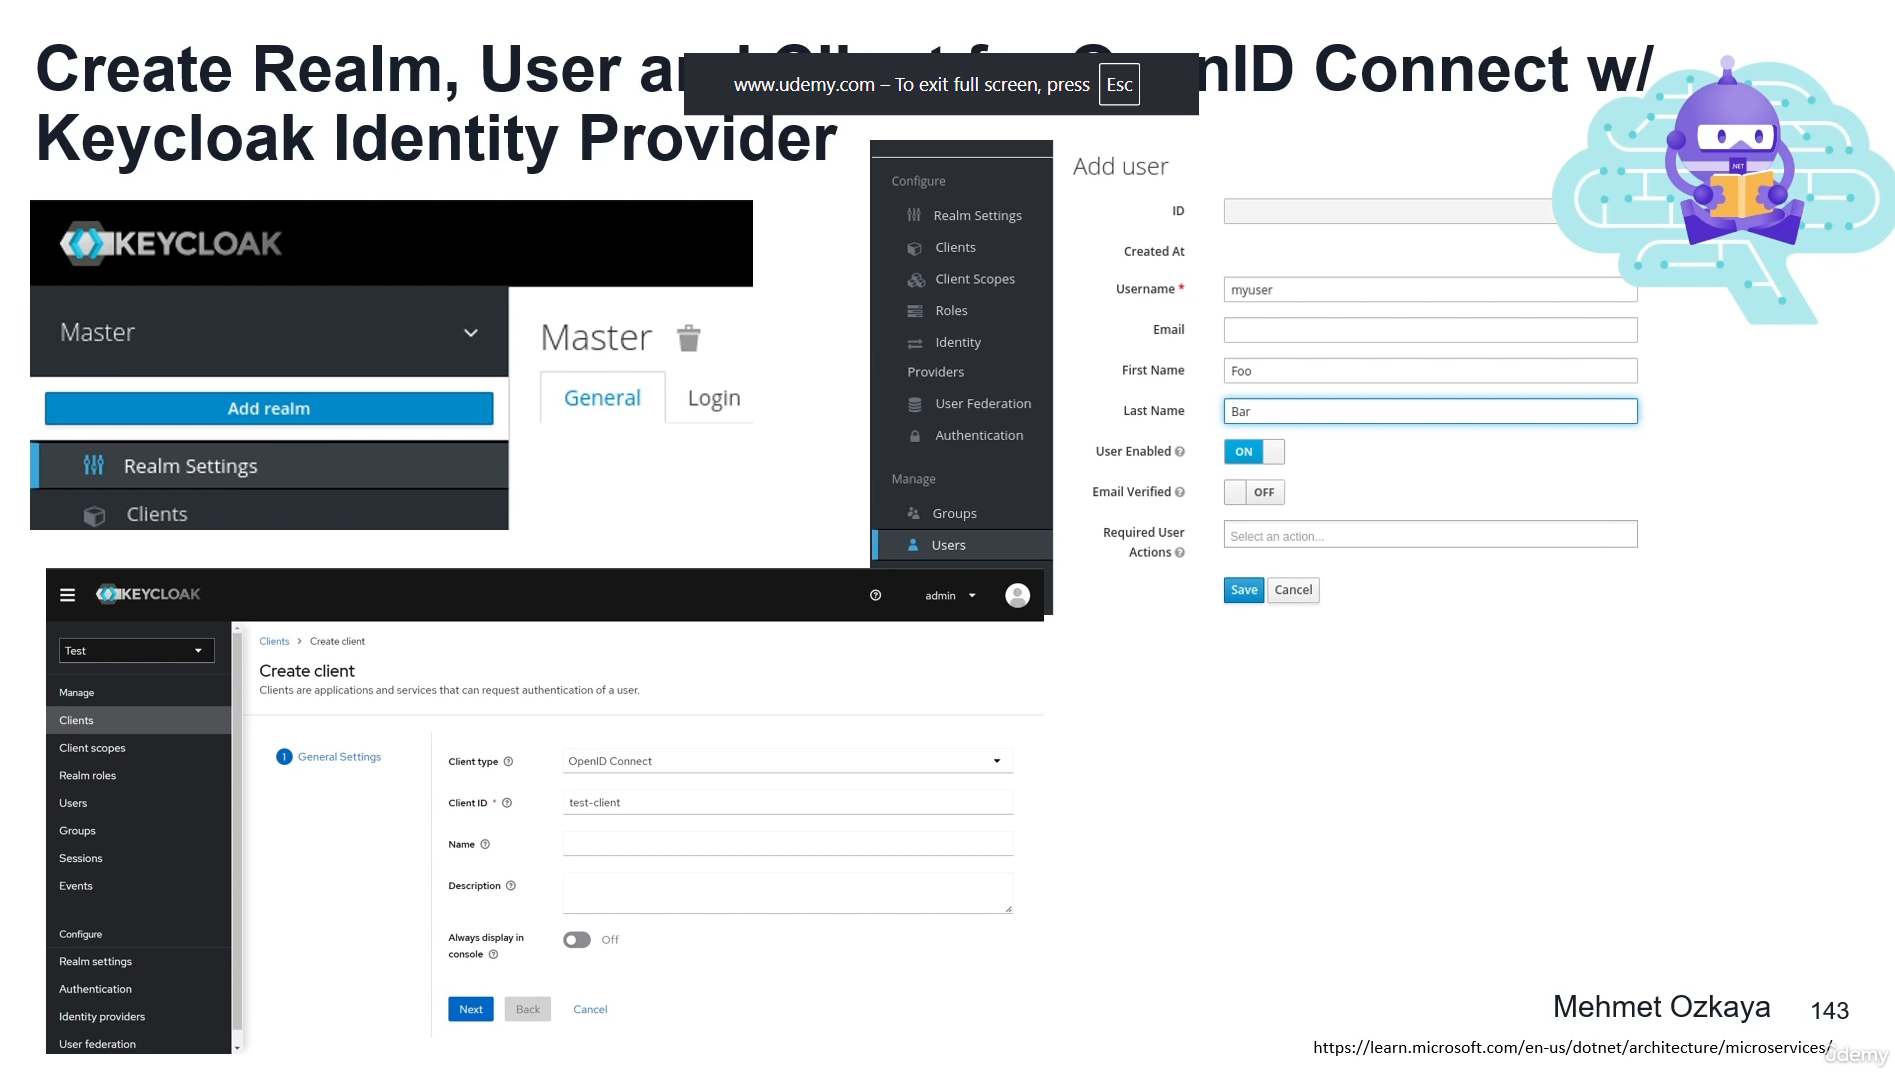 Create Realm, User a
nID Connect w/
Keycloak Identity Provider
www.udemy.com – To exit full screen, press Esc
KEYCLOAK
Master
Add realm
Realm Settings
Clients
Master
General
Login
Configure
Realm Settings
Clients
Client Scopes
Roles
Identity
Providers
User Federation
Authentication
Manage
Groups
Users
Add user
ID
Created At
Username * myuser
Email
First Name Foo
Last Name Bar
User Enabled ON
Email Verified OFF
Required User
Actions
Select an action...
Save Cancel
.NET
KEYCLOAK
admin
Test
Manage
Clients
Client scopes
Realm roles
Users
Groups
Sessions
Events
Configure
Realm settings
Authentication
Identity providers
User federation
Clients > Create client
Create client
Clients are applications and services that can request authentication of a user.
1 General Settings
Client type OpenID Connect
Client ID * test-client
Name
Description
Always display in
console
Off
Next Back Cancel
Mehmet Ozkaya 143
https://learn.microsoft.com/en-us/dotnet/architecture/microservices/
udemy